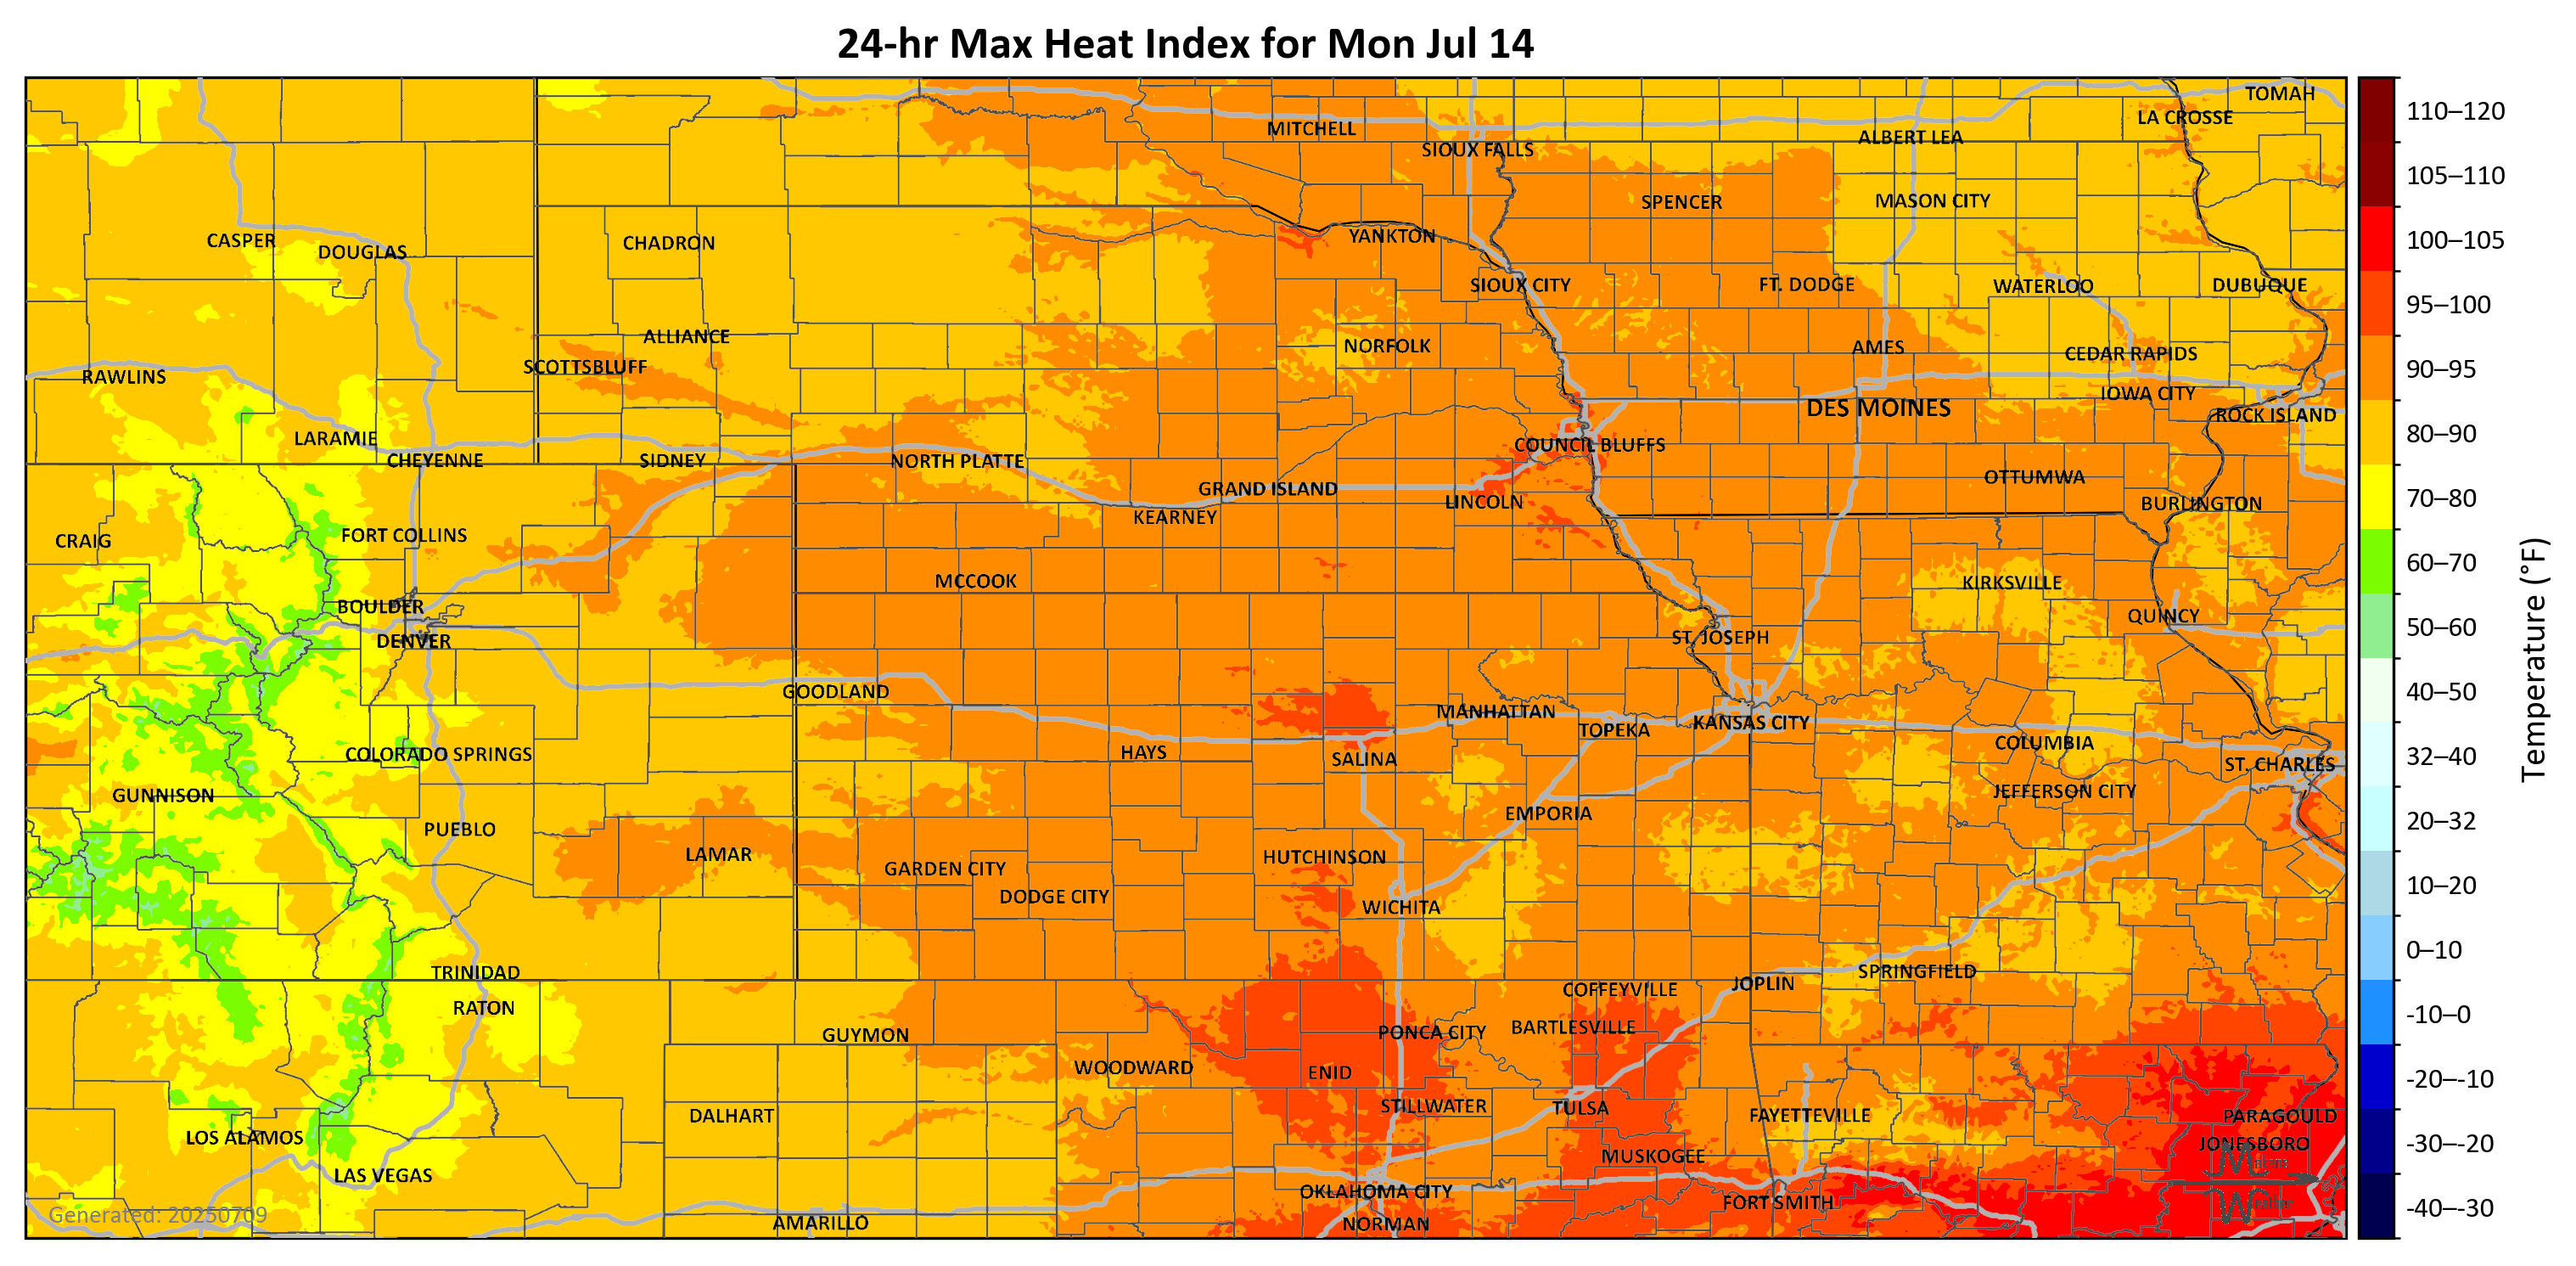 24-hr Max Heat Index for Mon Jul 14
TOMAH
LA CROSSE
MITCHELL
ALBERT LEA
SIOUX FALLS
SPENCER
MASON CITY
CASPER
DOUGLAS
CHADRON
YANKTON
SIOUX CITY
FT. DODGE
WATERLOO
DUBUQUE
ALLIANCE
NORFOLK
AMES
CEDAR RAPIDS
SCOTTSBLUFF
RAWLINS
IOWA CITY
DES MOINES
ROCK ISLAND
LARAMIE
COUNCIL BLUFFS
CHEYENNE
SIDNEY
NORTH PLATTE
OTTUMWA
GRAND ISLAND
LINCOLN
BURLINGTON
KEARNEY
FORT COLLINS
CRAIG
MCCOOK
KIRKSVILLE
BOULDER
QUINCY
DENVER
ST. JOSEPH
GOODLAND
MANHATTAN
KANSAS CITY
TOPEKA
COLUMBIA
COLORADO SPRINGS
HAYS
SALINA
ST. CHARLES
GUNNISON
JEFFERSON CITY
EMPORIA
PUEBLO
LAMAR
HUTCHINSON
GARDEN CITY
DODGE CITY
WICHITA
TRINIDAD
SPRINGFIELD
JOPLIN
COFFEYVILLE
RATON
GUYMON
PONCA CITY
BARTLESVILLE
WOODWARD
ENID
STILLWATER
TULSA
DALHART
FAYETTEVILLE
PARAGOULD
LOS ALAMOS
JONESBORO
MUSKOGEE
LAS VEGAS
OKLAHOMA CITY
FORT SMITH
AMARILLO
NORMAN
Generated: 20250709
110–120
105–110
100–105
95–100
90–95
80–90
70–80
60–70
50–60
40–50
32–40
20–32
10–20
0–10
-10–0
-20–-10
-30–-20
-40–-30
Temperature (°F)